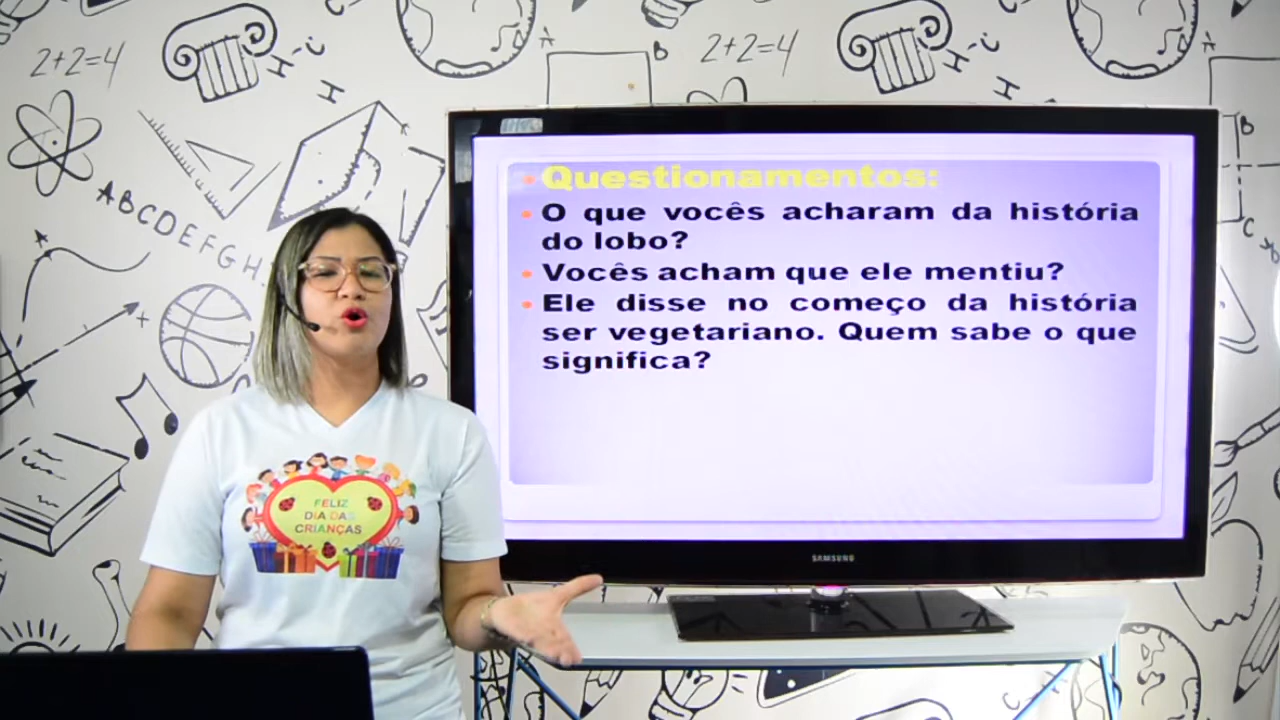 2+2=4
2+2=4
A
B
A
H-C
H
H-C
H
B
C
ABCDEFGH
Questionamentos:
O que vocês acharam da história
do lobo?
Vocês acham que ele mentiu?
Ele disse no começo da história
ser vegetariano. Quem sabe o que
significa?
FELIZ
DIA DAS
CRIANÇAS
SAMSUNG